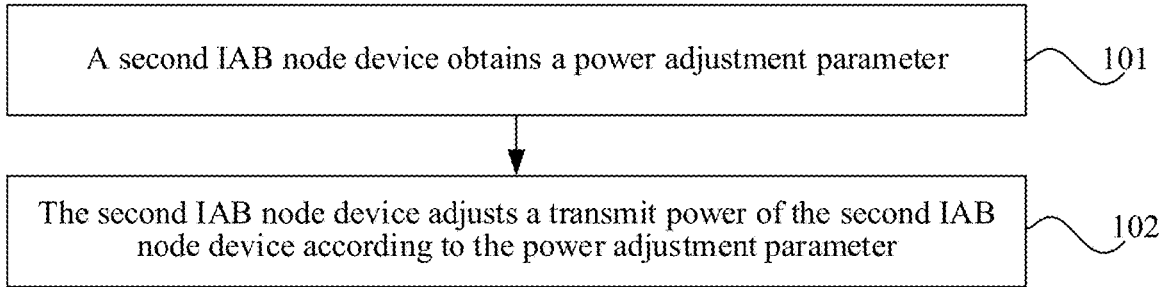 A second IAB node device obtains a power adjustment parameter
101
The second IAB node device adjusts a transmit power of the second IAB
node device according to the power adjustment parameter
102